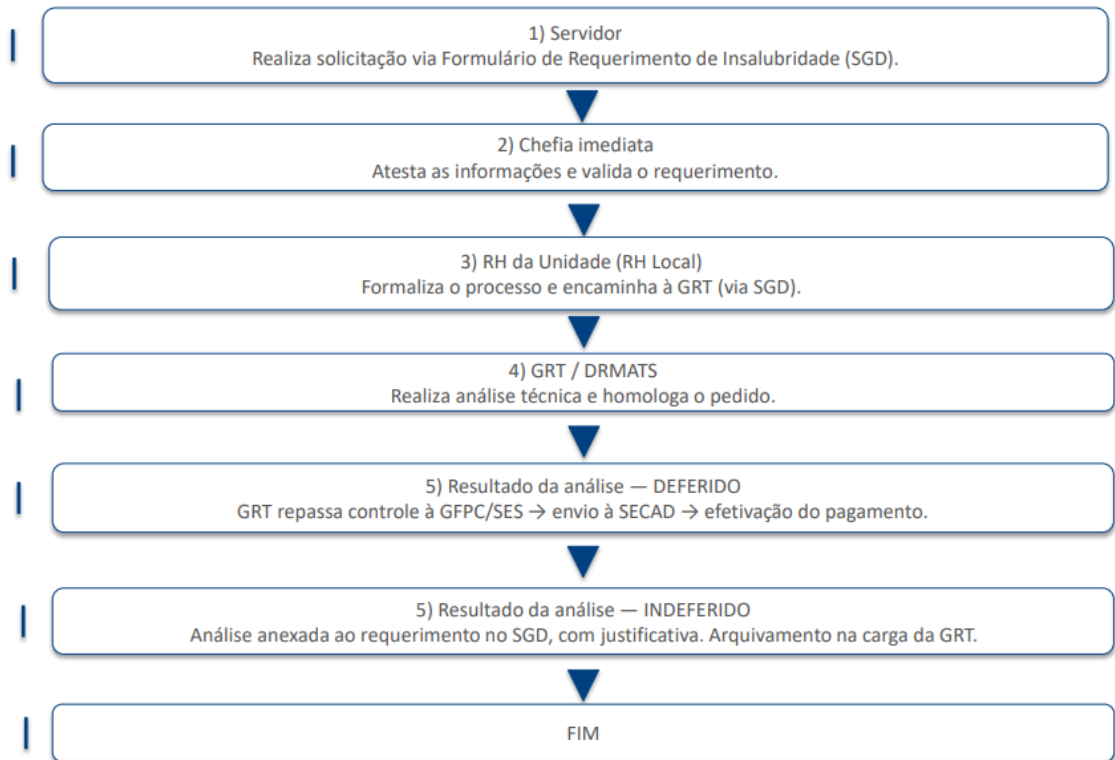 1) Servidor
Realiza solicitação via Formulário de Requerimento de Insalubridade (SGD).
2) Chefia imediata
Atesta as informações e valida o requerimento.
3) RH da Unidade (RH Local)
Formaliza o processo e encaminha à GRT (via SGD).
4) GRT / DRMATS
Realiza análise técnica e homologa o pedido.
5) Resultado da análise — DEFERIDO
GRT repassa controle à GFPC/SES → envio à SECAD → efetivação do pagamento.
5) Resultado da análise — INDEFERIDO
Análise anexada ao requerimento no SGD, com justificativa. Arquivamento na carga da GRT.
FIM